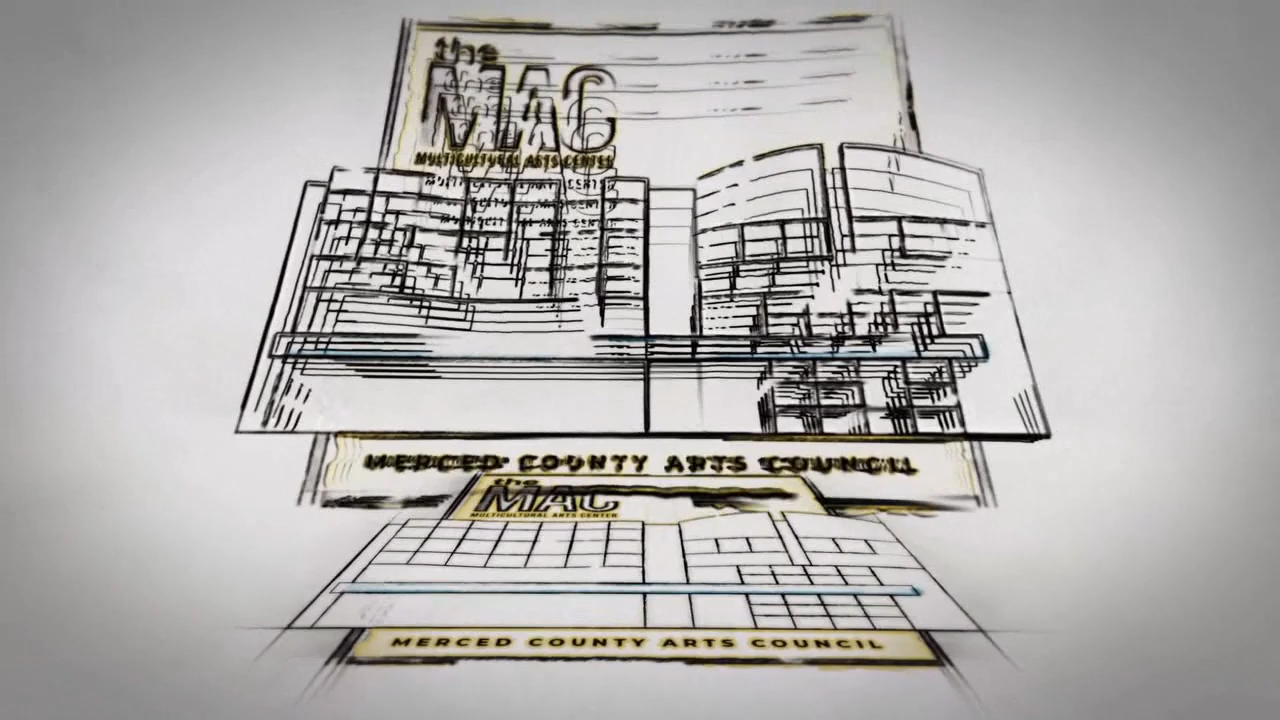 the
MAC
MULTICULTURAL ARTS CENTER
MERCED COUNTY ARTS COUNCIL
the
MAC
MULTICULTURAL ARTS CENTER
MERCED COUNTY ARTS COUNCIL